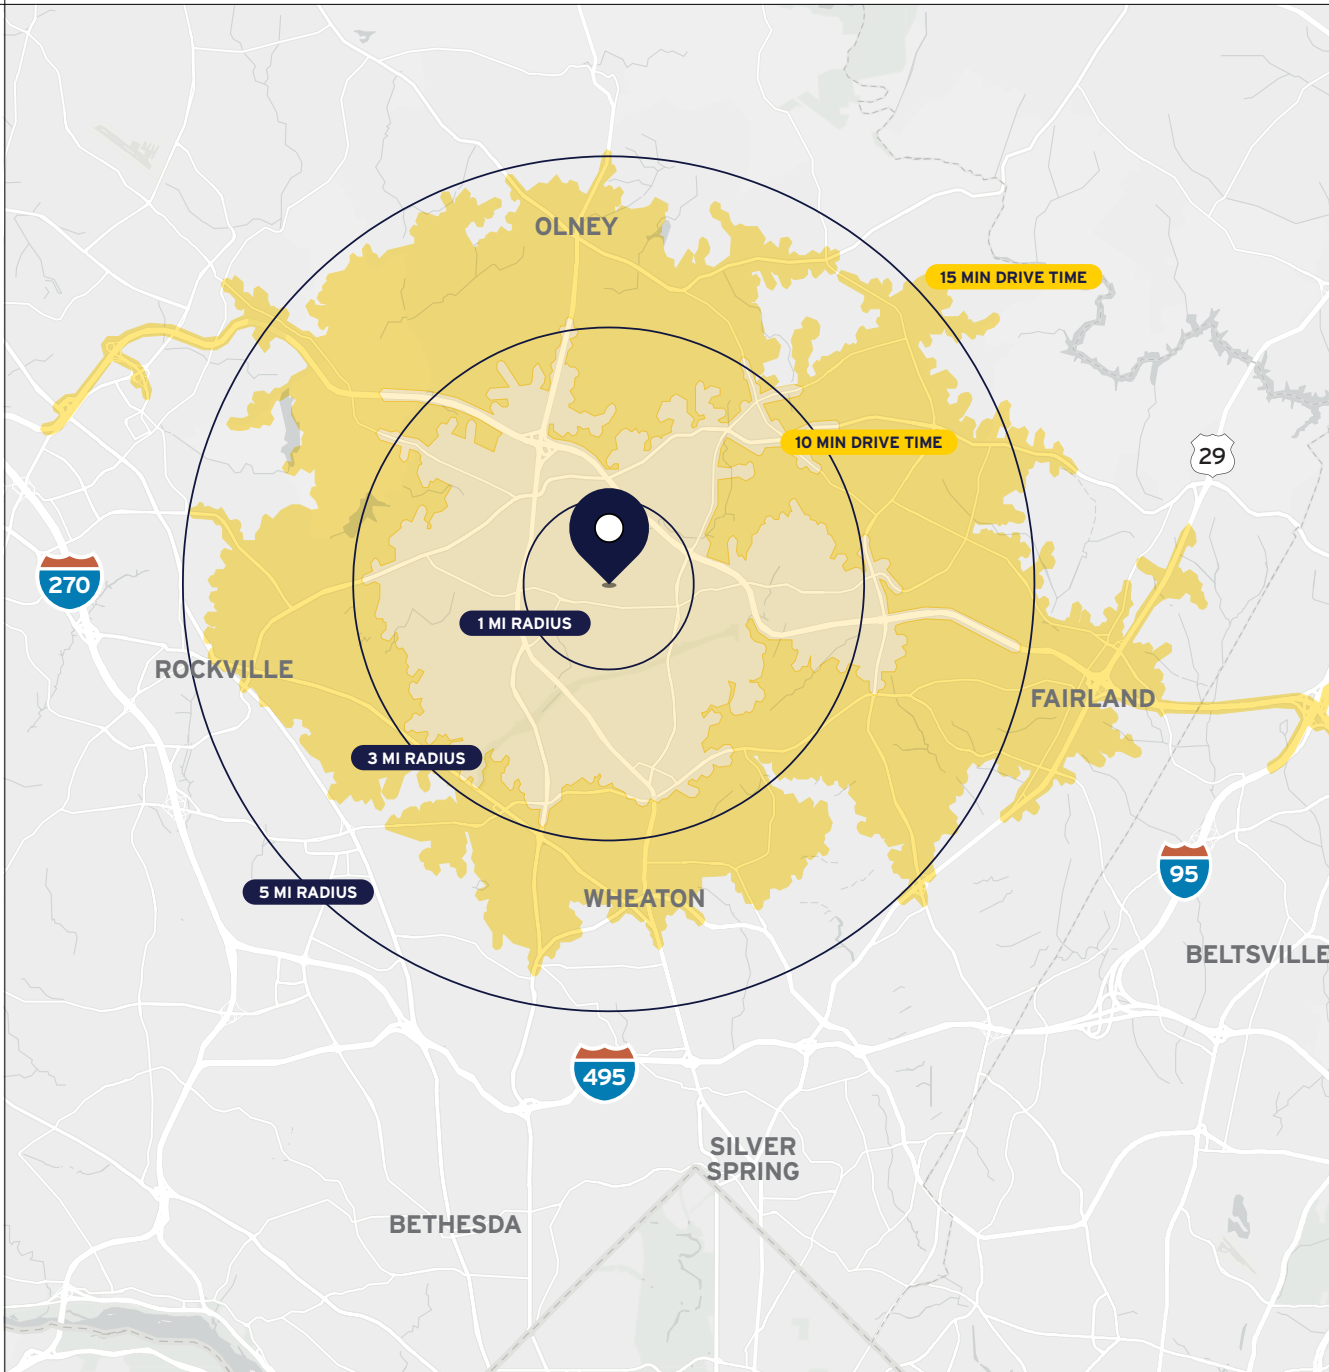 OLNEY
15 MIN DRIVE TIME
10 MIN DRIVE TIME
29
270
1 MI RADIUS
ROCKVILLE
FAIRLAND
3 MI RADIUS
95
5 MI RADIUS
WHEATON
BELTSVILLE
495
SILVER
SPRING
BETHESDA